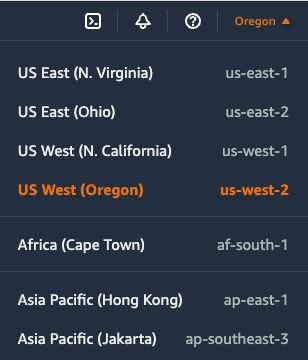 Oregon
US East (N. Virginia) us-east-1
US East (Ohio) us-east-2
US West (N. California) us-west-1
US West (Oregon) us-west-2
Africa (Cape Town) af-south-1
Asia Pacific (Hong Kong) ap-east-1
Asia Pacific (Jakarta) ap-southeast-3